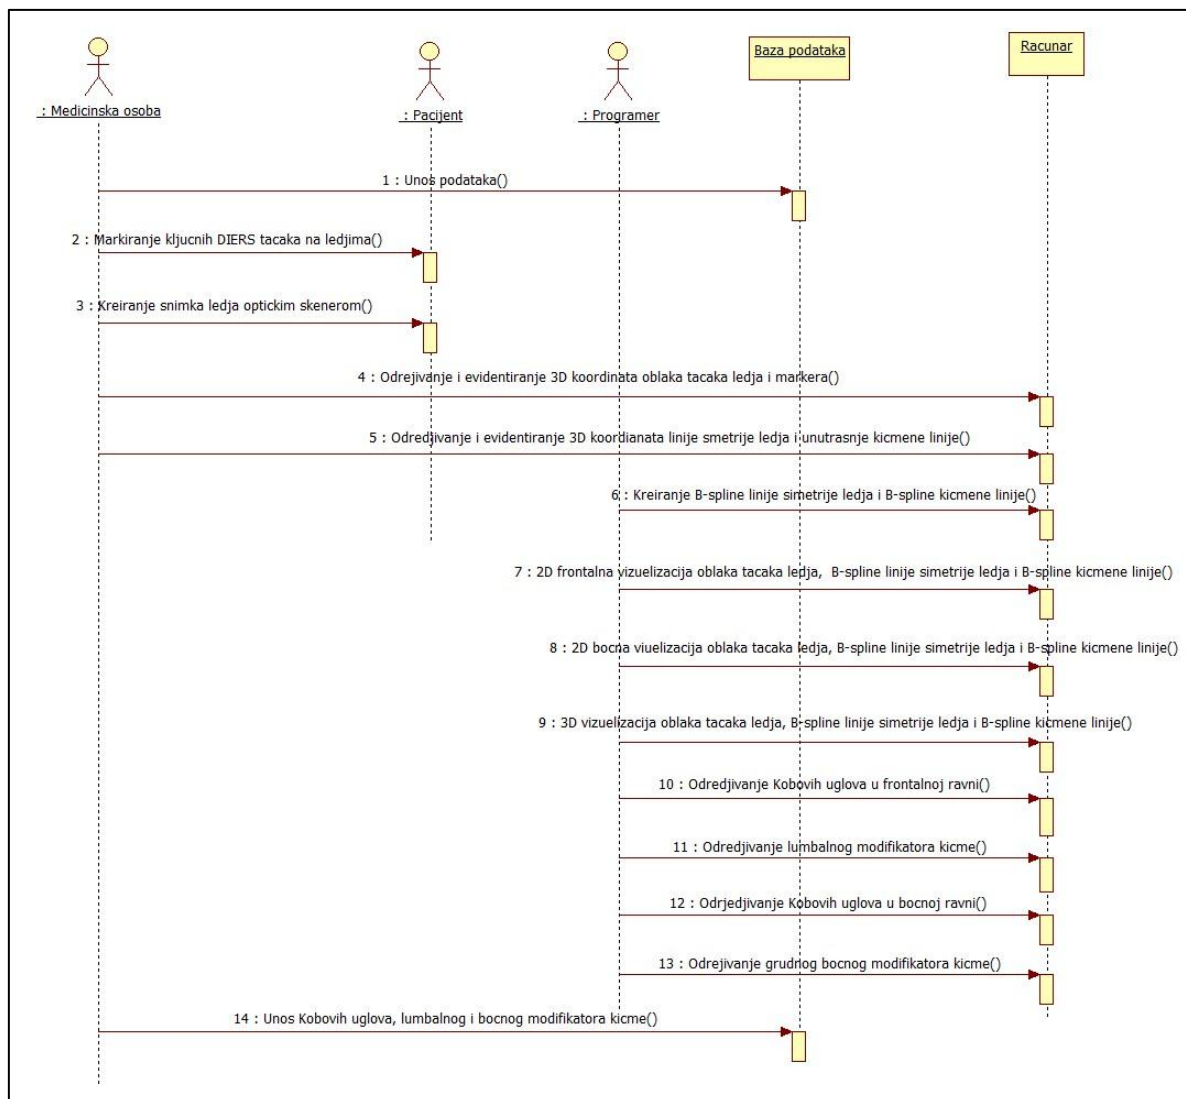 Baza podataka
Racunar
: Medicinska osoba
: Pacijent
: Programer
1 : Unos podataka()
2 : Markiranje kljucnih DIERS tacaka na ledjima()
3 : Kreiranje snimka ledja optickim skenerom()
4 : Odrejivanje i evidentiranje 3D koordinata oblaka tacaka ledja i markera()
5 : Odredjivanje i evidentiranje 3D koordianata linije smetrije ledja i unutrasnje kicmene linije()
6 : Kreiranje B-spline linije simetrije ledja i B-spline kicmene linije()
7 : 2D frontalna vizuelizacija oblaka tacaka ledja, B-spline linije simetrije ledja i B-spline kicmene linije()
8 : 2D bocna viuelizacija oblaka tacaka ledja, B-spline linije simetrije ledja i B-spline kicmene linije()
9 : 3D vizuelizacija oblaka tacaka ledja, B-spline linije simetrije ledja i B-spline kicmene linije()
10 : Odredjivanje Kobovih uglova u frontalnoj ravni()
11 : Odredjivanje lumbalnog modifikatora kicme()
12 : Odrjedjivanje Kobovih uglova u bocnoj ravni()
13 : Odrejivanje grudnog bocnog modifikatora kicme()
14 : Unos Kobovih uglova, lumbalnog i bocnog modifikatora kicme()